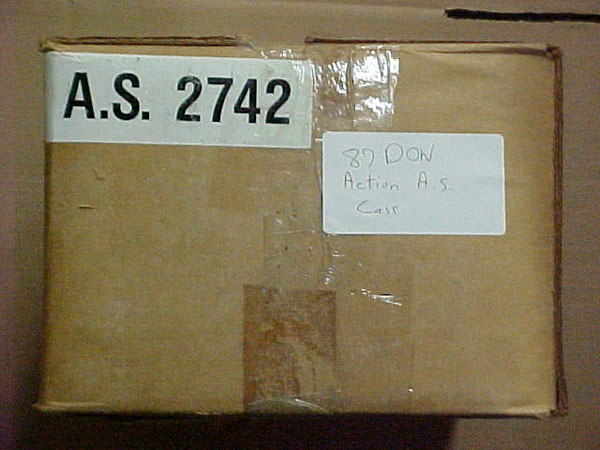 A.S. 2742
87 DON
Action A.S.
Case